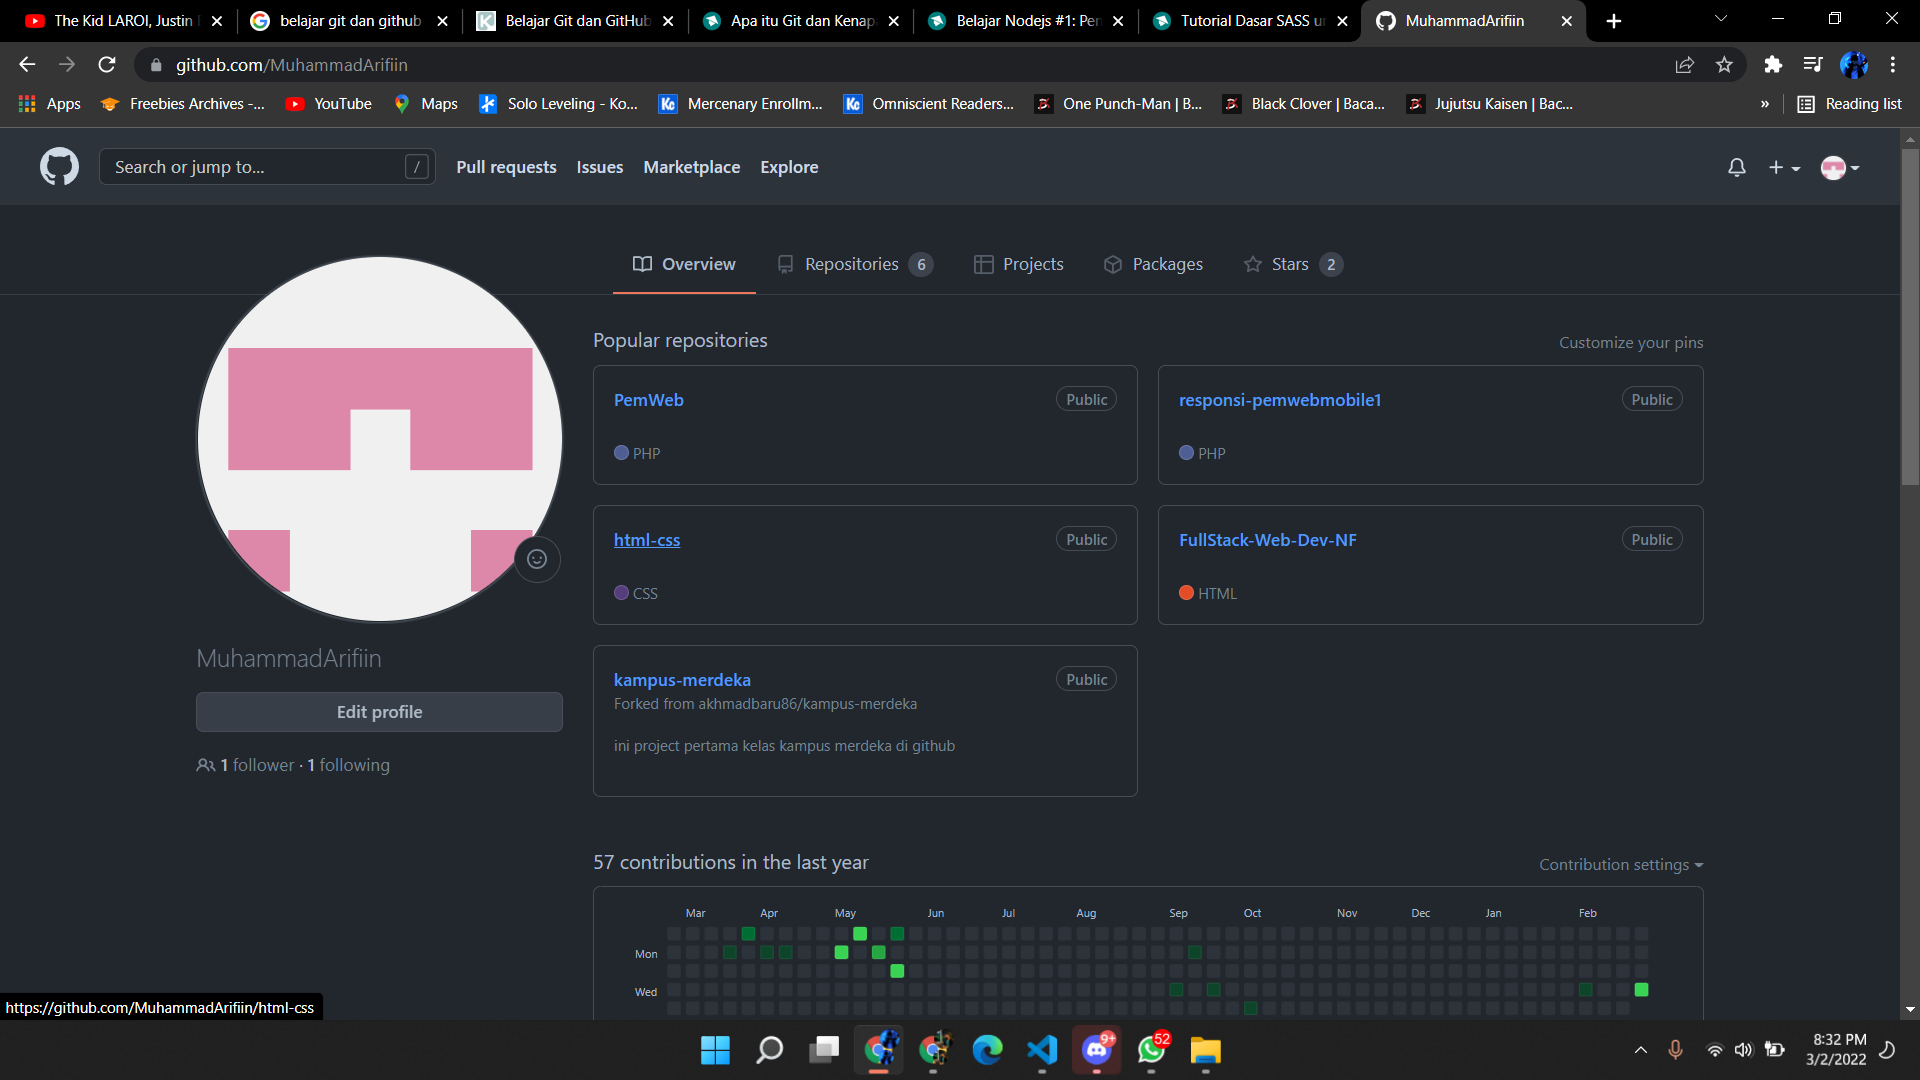 The Kid LAROI, Justin
belajar git dan github
Belajar Git dan GitHub
Apa itu Git dan Kenap
Belajar Nodejs #1: Pen
Tutorial Dasar SASS u
MuhammadArifiin
github.com/MuhammadArifiin
Apps
Freebies Archives -...
YouTube
Maps
Solo Leveling - Ko...
Mercenary Enrollm...
Omniscient Readers...
One Punch-Man | B...
Black Clover | Baca...
Jujutsu Kaisen | Bac...
»
Reading list
Search or jump to...
/
Pull requests
Issues
Marketplace
Explore
Overview
Repositories 6
Projects
Packages
Stars 2
Popular repositories
Customize your pins
PemWeb
Public
PHP
responsi-pemwebmobile1
Public
PHP
html-css
Public
CSS
FullStack-Web-Dev-NF
Public
HTML
kampus-merdeka
Public
Forked from akhmadbaru86/kampus-merdeka
ini project pertama kelas kampus merdeka di github
MuhammadArifiin
Edit profile
1 follower · 1 following
57 contributions in the last year
Contribution settings
Mar Apr May Jun Jul Aug Sep Oct Nov Dec Jan Feb
Mon
Wed
https://github.com/MuhammadArifiin/html-css
9+
52
8:32 PM
3/2/2022